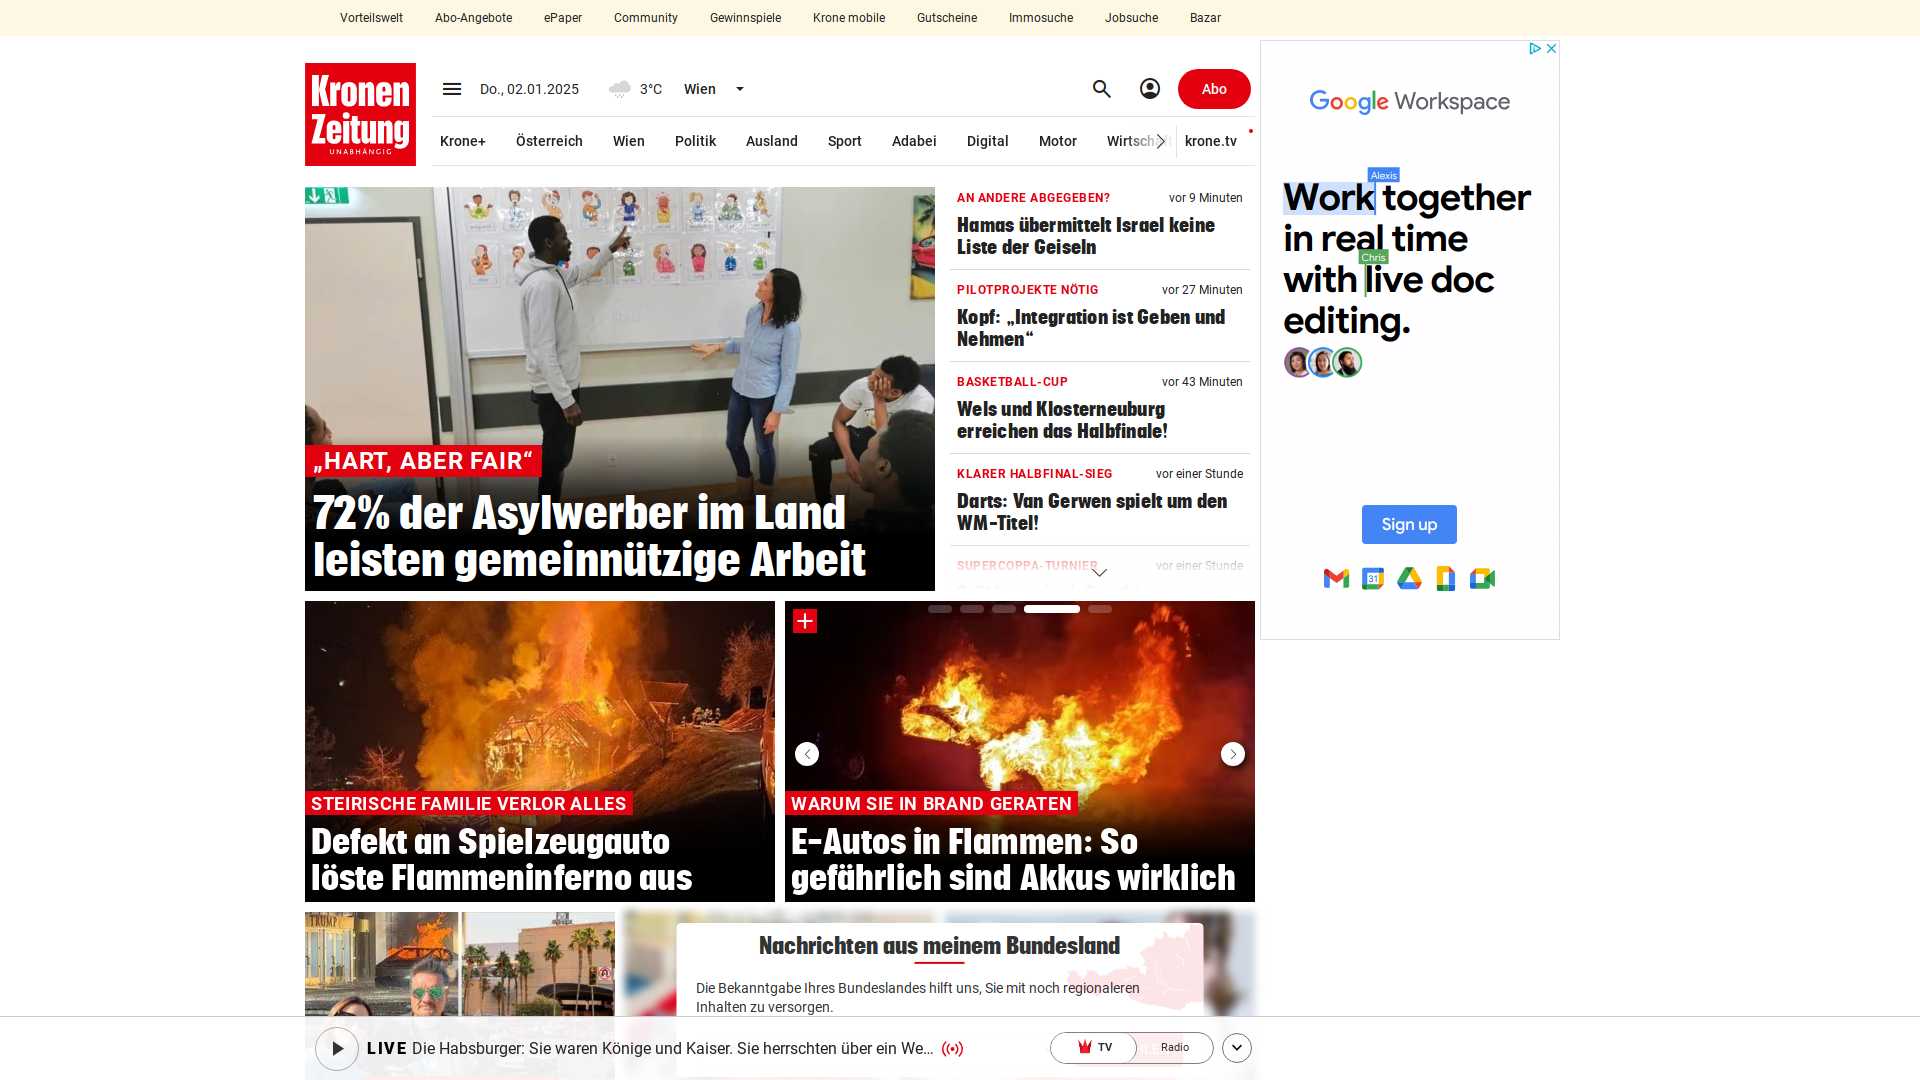 Vorteilswelt Abo-Angebote ePaper Community Gewinnspiele Krone mobile Gutscheine Immosuche Jobsuche Bazar
Kronen
Zeitung
UNABHÄNGIG
Do., 02.01.2025 3°C Wien
Abo
Krone+ Österreich Wien Politik Ausland Sport Adabei Digital Motor Wirtschaft krone.tv
„HART, ABER FAIR“
72% der Asylwerber im Land
leisten gemeinnützige Arbeit
AN ANDERE ABGEGEBEN? vor 9 Minuten
Hamas übermittelt Israel keine
Liste der Geiseln
PILOTPROJEKTE NÖTIG vor 27 Minuten
Kopf: „Integration ist Geben und
Nehmen“
BASKETBALL-CUP vor 43 Minuten
Wels und Klosterneuburg
erreichen das Halbfinale!
KLARER HALBFINAL-SIEG vor einer Stunde
Darts: Van Gerwen spielt um den
WM-Titel!
SUPERCOPPA-TURNIER vor einer Stunde
Google Workspace
Alexis
Work together
in real time
Chris
with live doc
editing.
Sign up
31
STEIRISCHE FAMILIE VERLOR ALLES
Defekt an Spielzeugauto
löste Flammeninferno aus
WARUM SIE IN BRAND GERATEN
E-Autos in Flammen: So
gefährlich sind Akkus wirklich
TRUMP
Nachrichten aus meinem Bundesland
Die Bekanntgabe Ihres Bundeslandes hilft uns, Sie mit noch regionaleren
Inhalten zu versorgen.
LIVE Die Habsburger: Sie waren Könige und Kaiser. Sie herrschten über ein We...
TV Radio